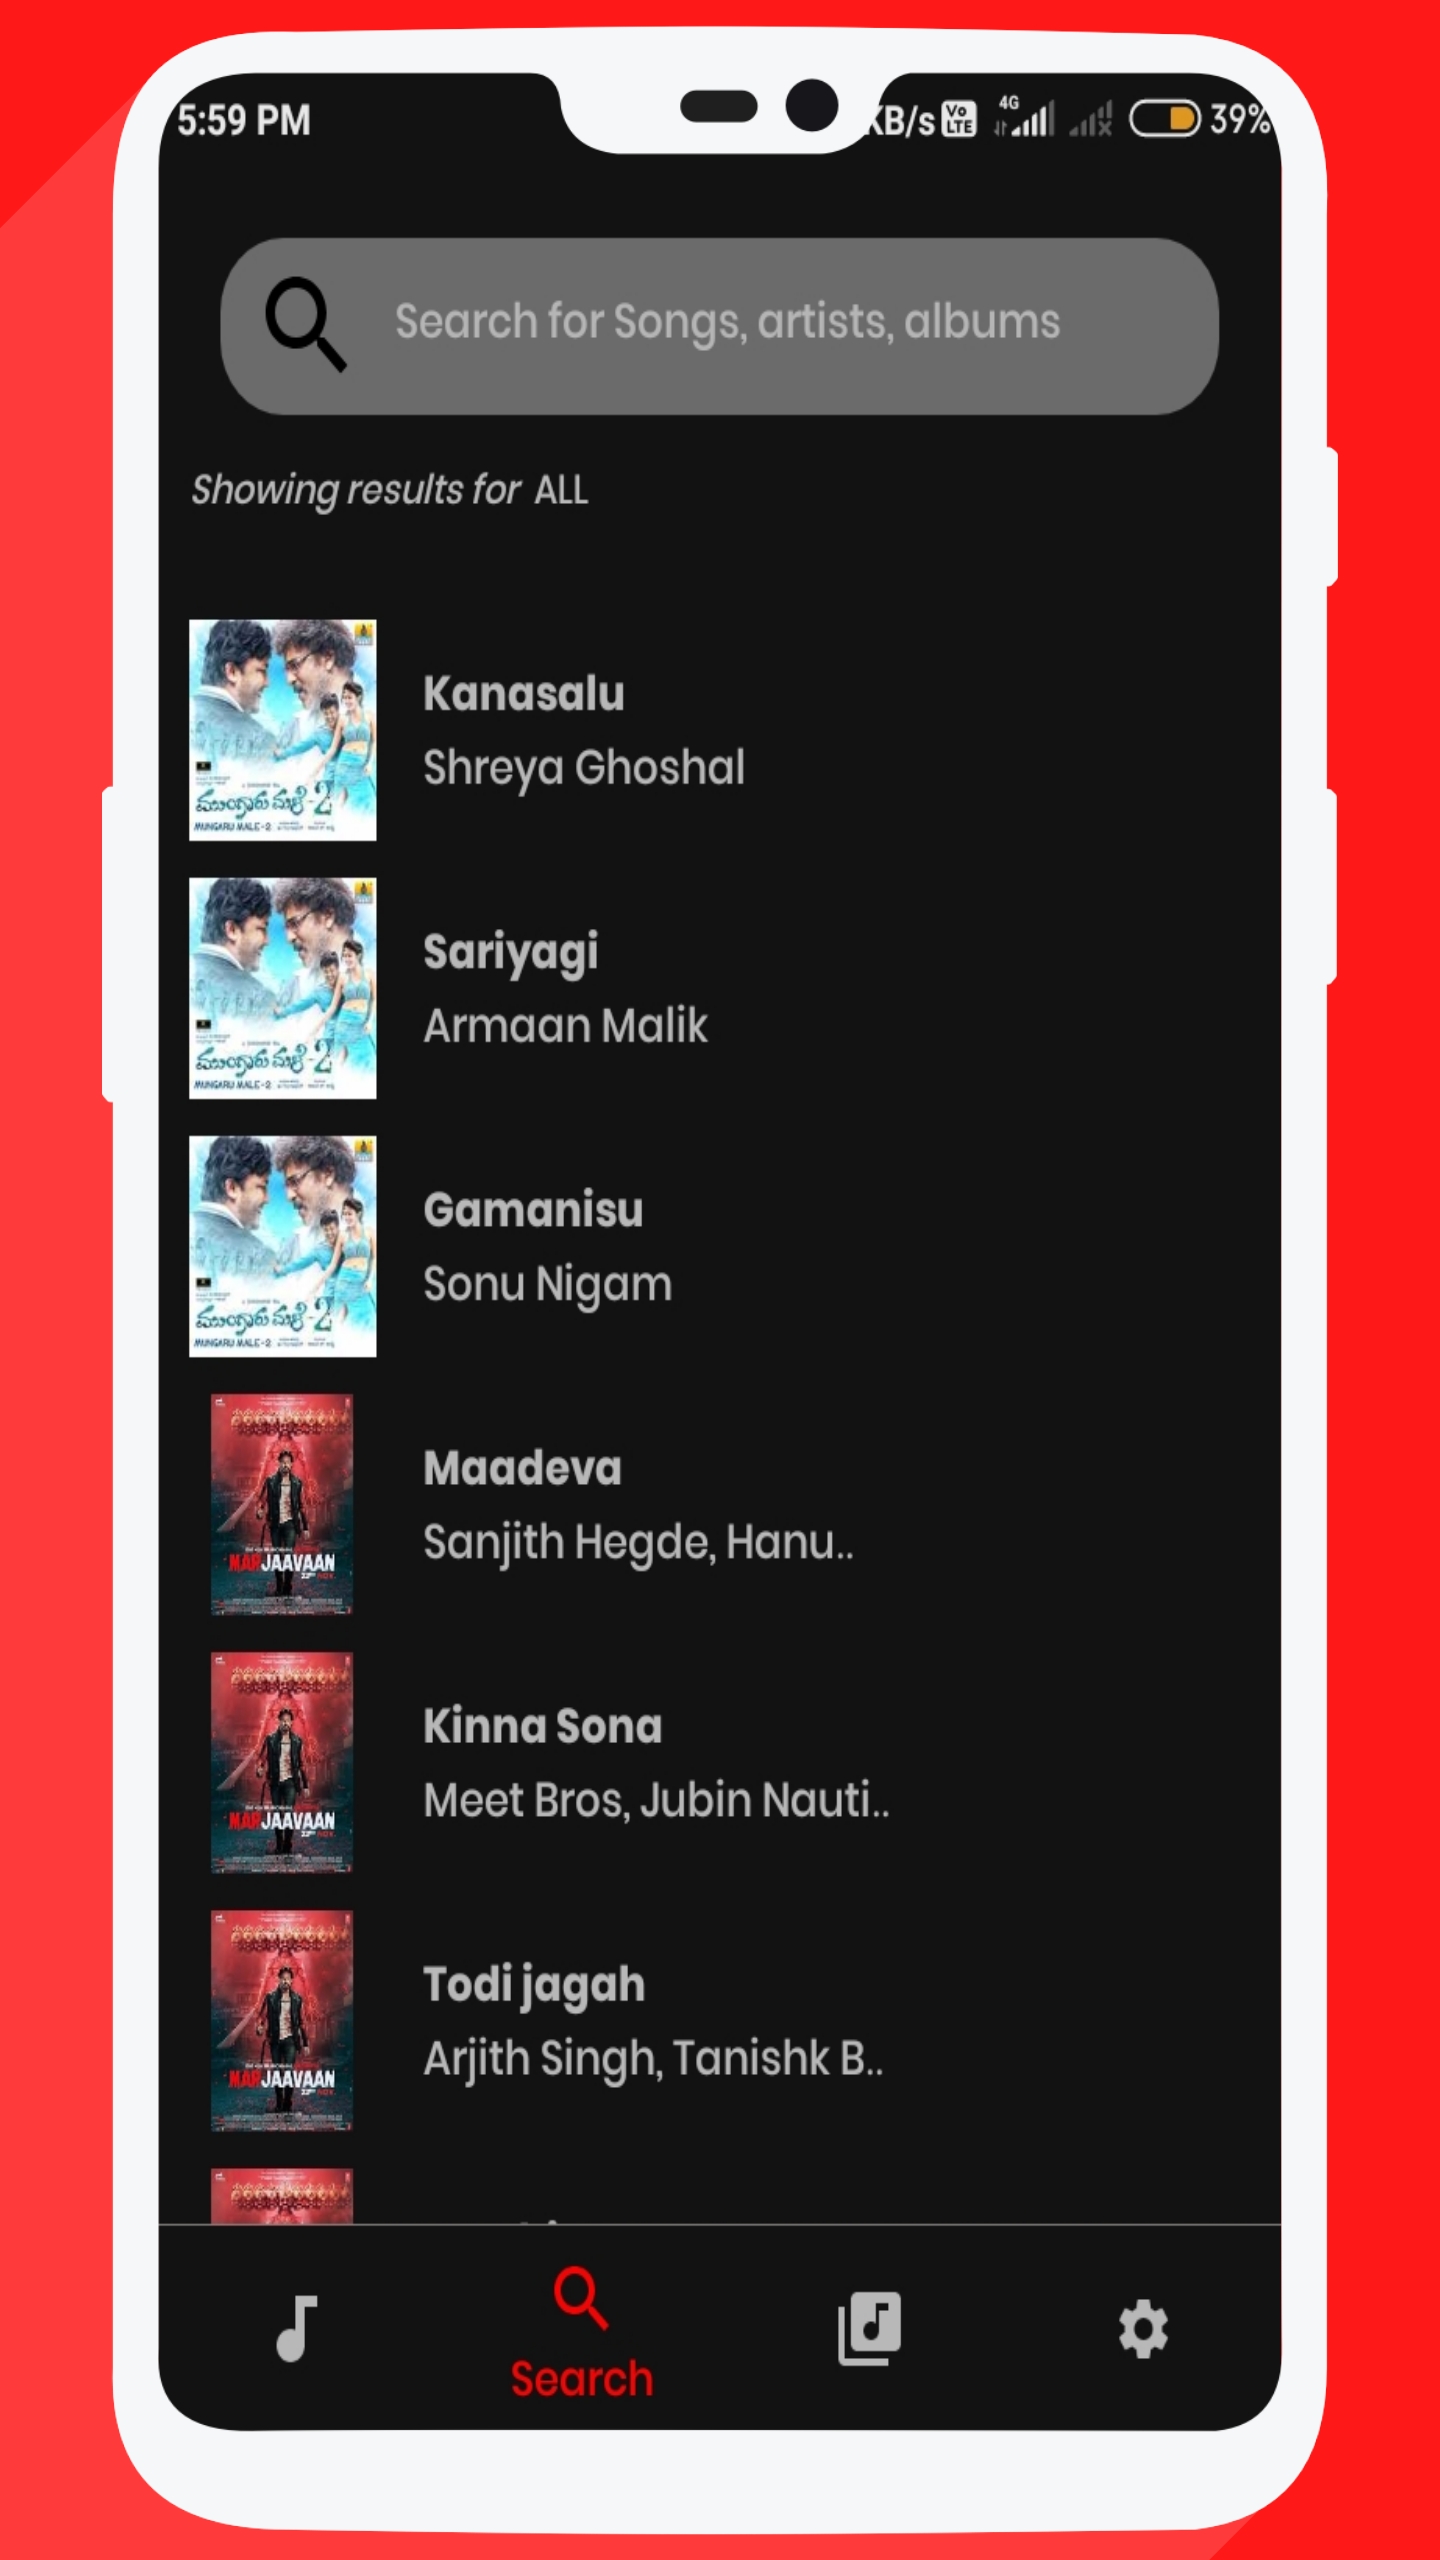 5:59 PM
KB/s Vo LTE 4G 39%
Search for Songs, artists, albums
Showing results for ALL
ಮುಂಗಾರು ಮಳೆ-2
MUNGARU MALE-2
Kanasalu
Shreya Ghoshal
ಮುಂಗಾರು ಮಳೆ-2
MUNGARU MALE-2
Sariyagi
Armaan Malik
ಮುಂಗಾರು ಮಳೆ-2
MUNGARU MALE-2
Gamanisu
Sonu Nigam
MARJAAVAAN
Maadeva
Sanjith Hegde, Hanu..
MARJAAVAAN
Kinna Sona
Meet Bros, Jubin Nauti..
MARJAAVAAN
Todi jagah
Arjith Singh, Tanishk B..
Search